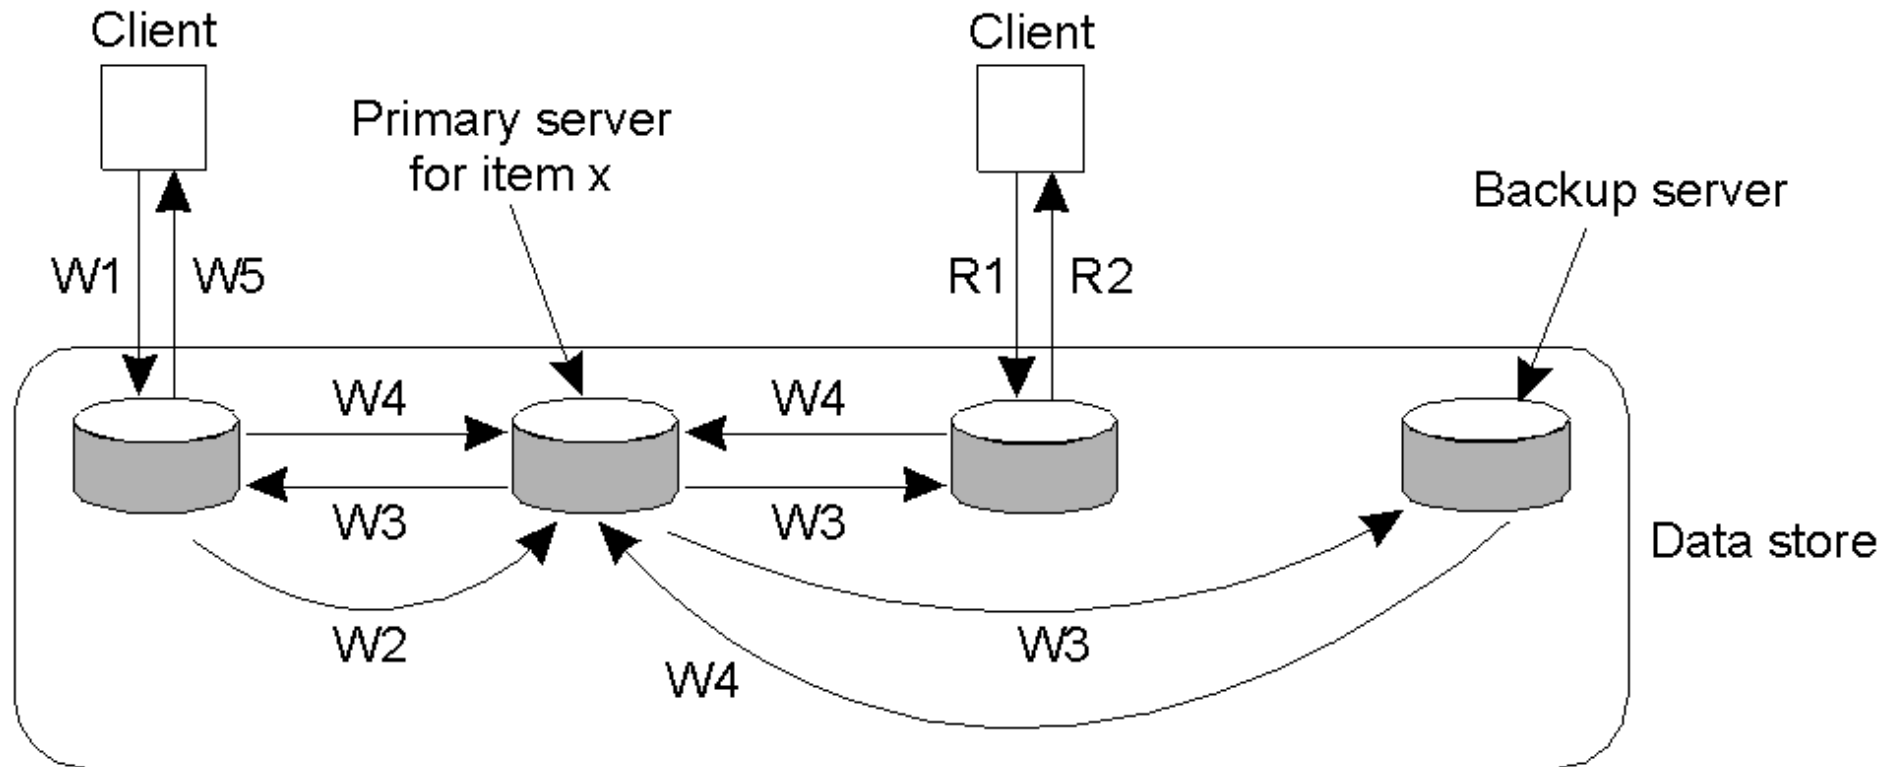 Client
Client
Primary server
for item x
Backup server
W1
W5
R1
R2
W4
W4
W3
W3
Data store
W2
W3
W4